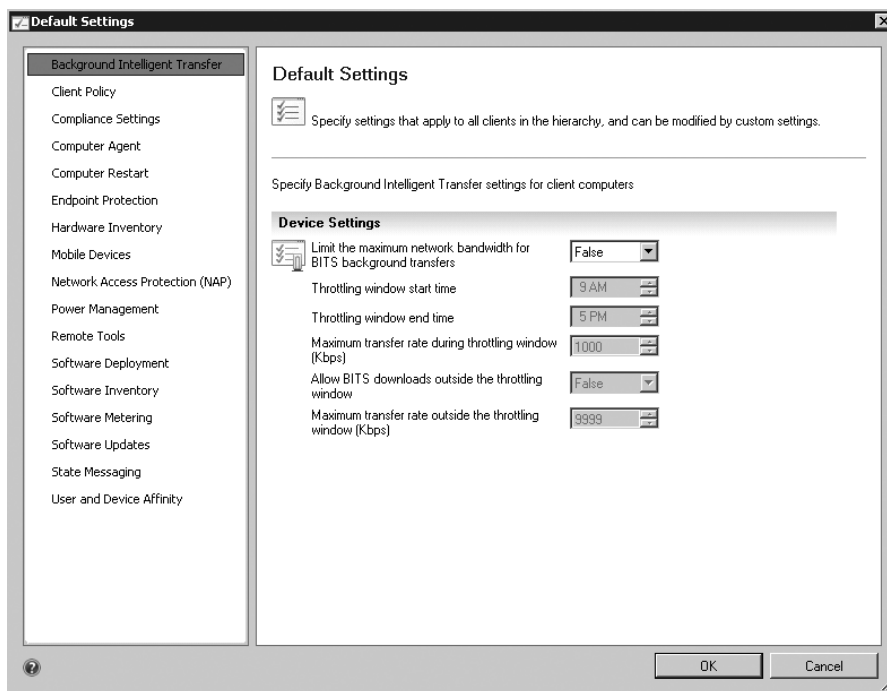 Default Settings
Background Intelligent Transfer
Client Policy
Compliance Settings
Computer Agent
Computer Restart
Endpoint Protection
Hardware Inventory
Mobile Devices
Network Access Protection (NAP)
Power Management
Remote Tools
Software Deployment
Software Inventory
Software Metering
Software Updates
State Messaging
User and Device Affinity
Default Settings
Specify settings that apply to all clients in the hierarchy, and can be modified by custom settings.
Specify Background Intelligent Transfer settings for client computers
Device Settings
Limit the maximum network bandwidth for
BITS background transfers
False
Throttling window start time
9 AM
Throttling window end time
5 PM
Maximum transfer rate during throttling window
(Kbps)
1000
Allow BITS downloads outside the throttling
window
False
Maximum transfer rate outside the throttling
window (Kbps)
9999
OK
Cancel